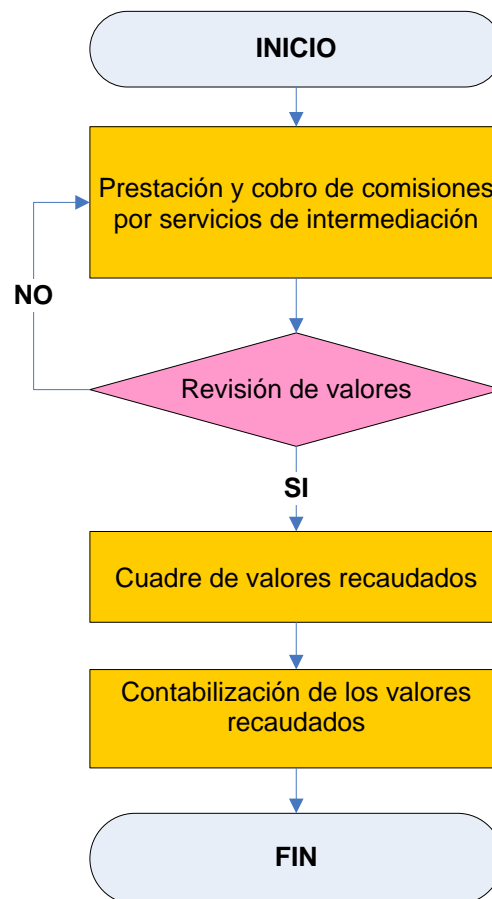 INICIO
Prestación y cobro de comisiones
por servicios de intermediación
NO
Revisión de valores
SI
Cuadre de valores recaudados
Contabilización de los valores
recaudados
FIN